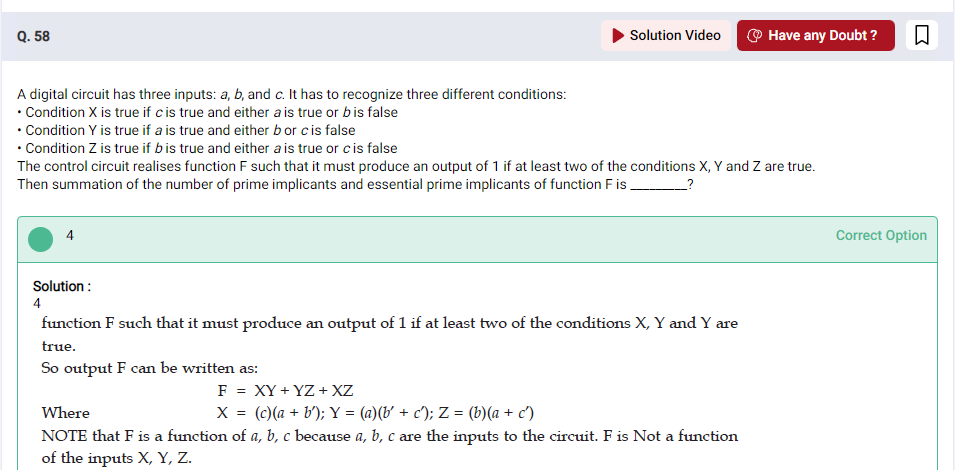 Q. 58
Solution Video
Have any Doubt ?
A digital circuit has three inputs: a, b, and c. It has to recognize three different conditions:
• Condition X is true if c is true and either a is true or b is false
• Condition Y is true if a is true and either b or c is false
• Condition Z is true if b is true and either a is true or c is false
The control circuit realises function F such that it must produce an output of 1 if at least two of the conditions X, Y and Z are true.
Then summation of the number of prime implicants and essential prime implicants of function F is ________?
4
Correct Option
Solution :
4
function F such that it must produce an output of 1 if at least two of the conditions X, Y and Y are
true.
So output F can be written as:
F = XY + YZ + XZ
Where X = (c)(a + b′); Y = (a)(b′ + c′); Z = (b)(a + c′)
NOTE that F is a function of a, b, c because a, b, c are the inputs to the circuit. F is Not a function
of the inputs X, Y, Z.